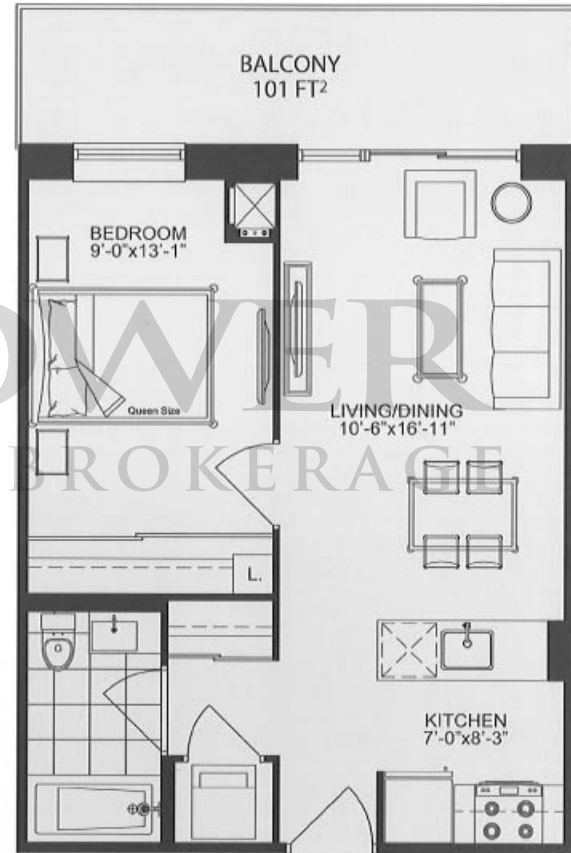 BALCONY
101 FT²
BEDROOM
9'-0"x13'-1"
Queen Size
OWER
LIVING/DINING
10'-6"x16'-11"
BROKERAGE
L.
KITCHEN
7'-0"x8'-3"